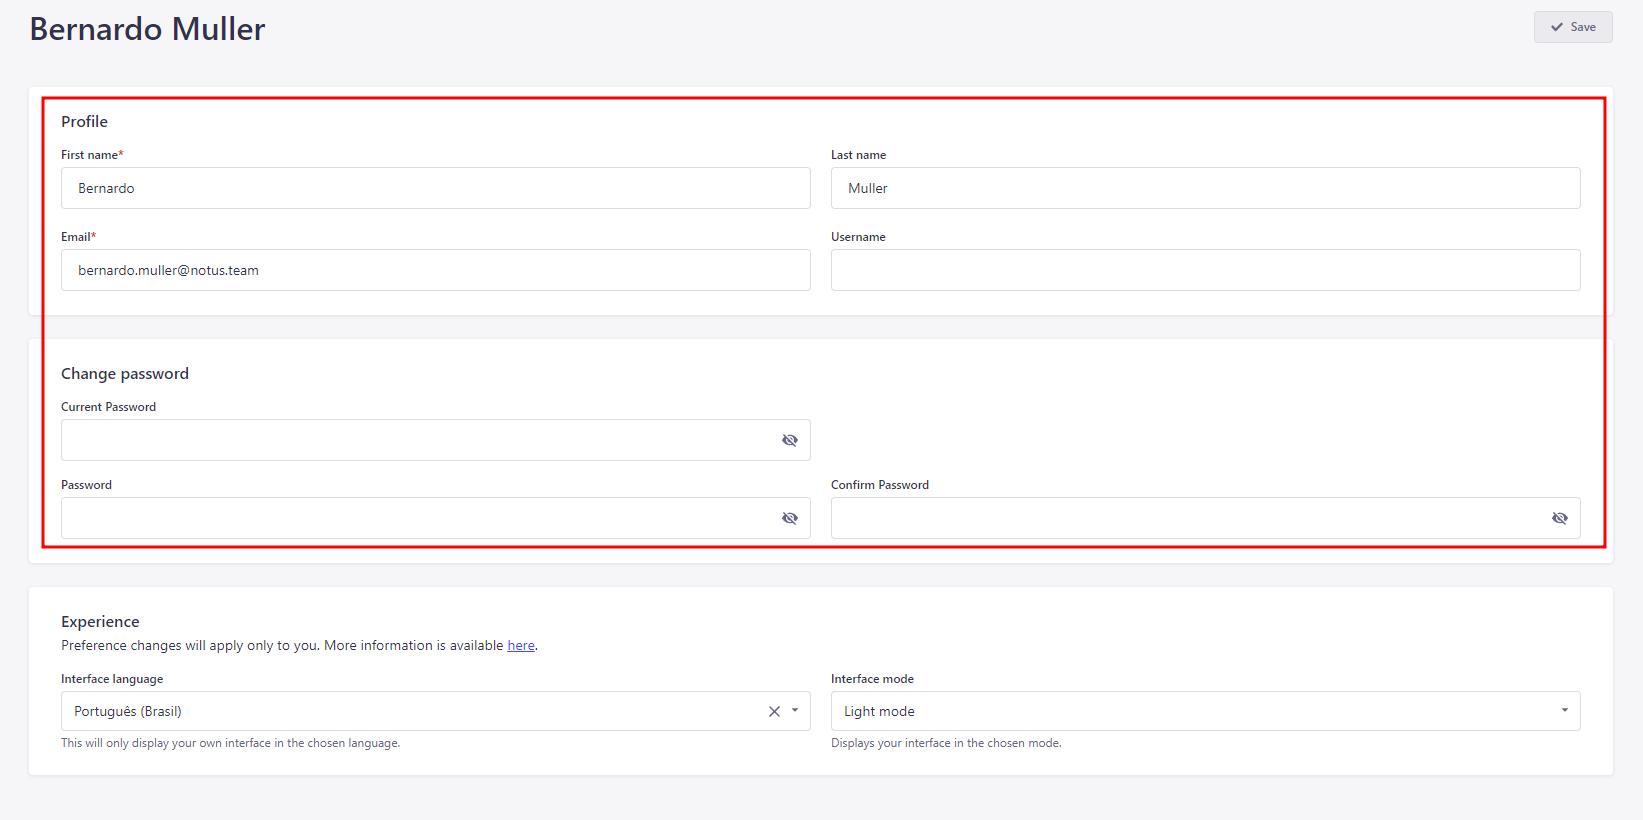 Bernardo Muller
Save
Profile
First name*
Last name
Bernardo
Muller
Email*
Username
bernardo.muller@notus.team
Change password
Current Password
Password
Confirm Password
Experience
Preference changes will apply only to you. More information is available here.
Interface language
Interface mode
Português (Brasil)
Light mode
This will only display your own interface in the chosen language.
Displays your interface in the chosen mode.